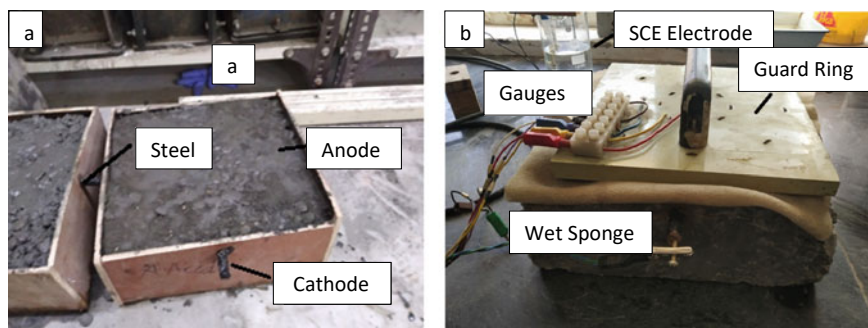 a
a
Steel
Anode
Cathode
b
SCE Electrode
Gauges
Guard Ring
Wet Sponge